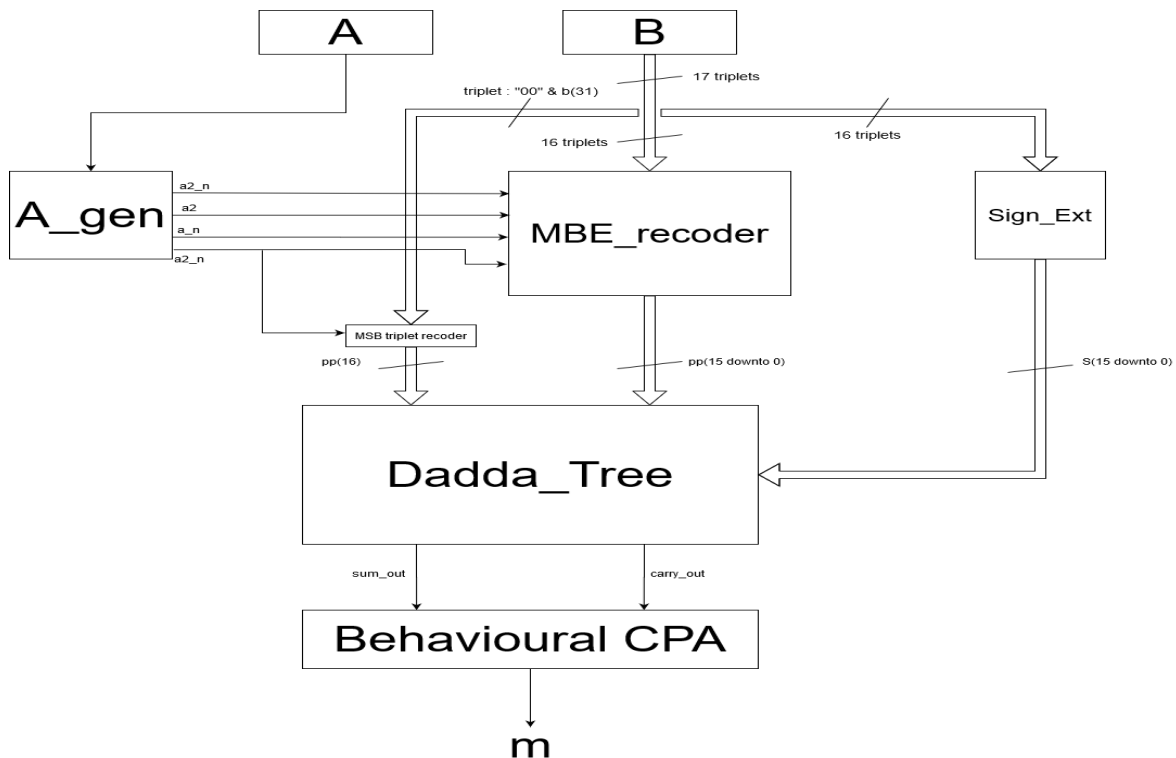 A
B
17 triplets
triplet : "00" & b(31)
16 triplets
16 triplets
A_gen
a2_n
a2
a_n
a2_n
MBE_recoder
Sign_Ext
MSB triplet recoder
pp(16)
pp(15 downto 0)
S(15 downto 0)
Dadda_Tree
sum_out
carry_out
Behavioural CPA
m